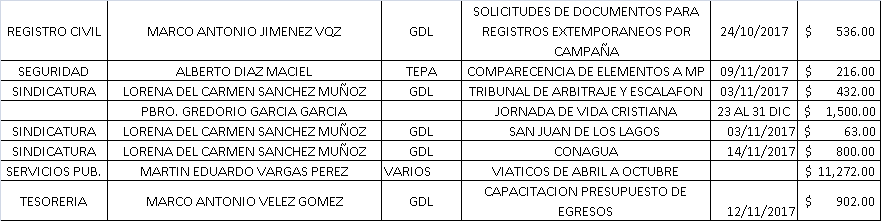 SOLICITUDES DE DOCUMENTOS PARA
REGISTRO CIVIL MARCO ANTONIO JIMENEZ VQZ GDL REGISTROS EXTEMPORANEOS POR 24/10/2017 $ 536.00
CAMPAÑA
SEGURIDAD ALBERTO DIAZ MACIEL TEPA COMPARECENCIA DE ELEMENTOS A MP 09/11/2017 $ 216.00
SINDICATURA LORENA DEL CARMEN SANCHEZ MUÑOZ GDL TRIBUNAL DE ARBITRAJE Y ESCALAFON 03/11/2017 $ 432.00
PBRO. GREDORIO GARCIA GARCIA JORNADA DE VIDA CRISTIANA 23 AL 31 DIC $ 1,500.00
SINDICATURA LORENA DEL CARMEN SANCHEZ MUÑOZ GDL SAN JUAN DE LOS LAGOS 03/11/2017 $ 63.00
SINDICATURA LORENA DEL CARMEN SANCHEZ MUÑOZ GDL CONAGUA 14/11/2017 $ 800.00
SERVICIOS PUB. MARTIN EDUARDO VARGAS PEREZ VARIOS VIATICOS DE ABRIL A OCTUBRE $ 11,272.00
TESORERIA MARCO ANTONIO VELEZ GOMEZ GDL CAPACITACION PRESUPUESTO DE $ 902.00
EGRESOS 12/11/2017